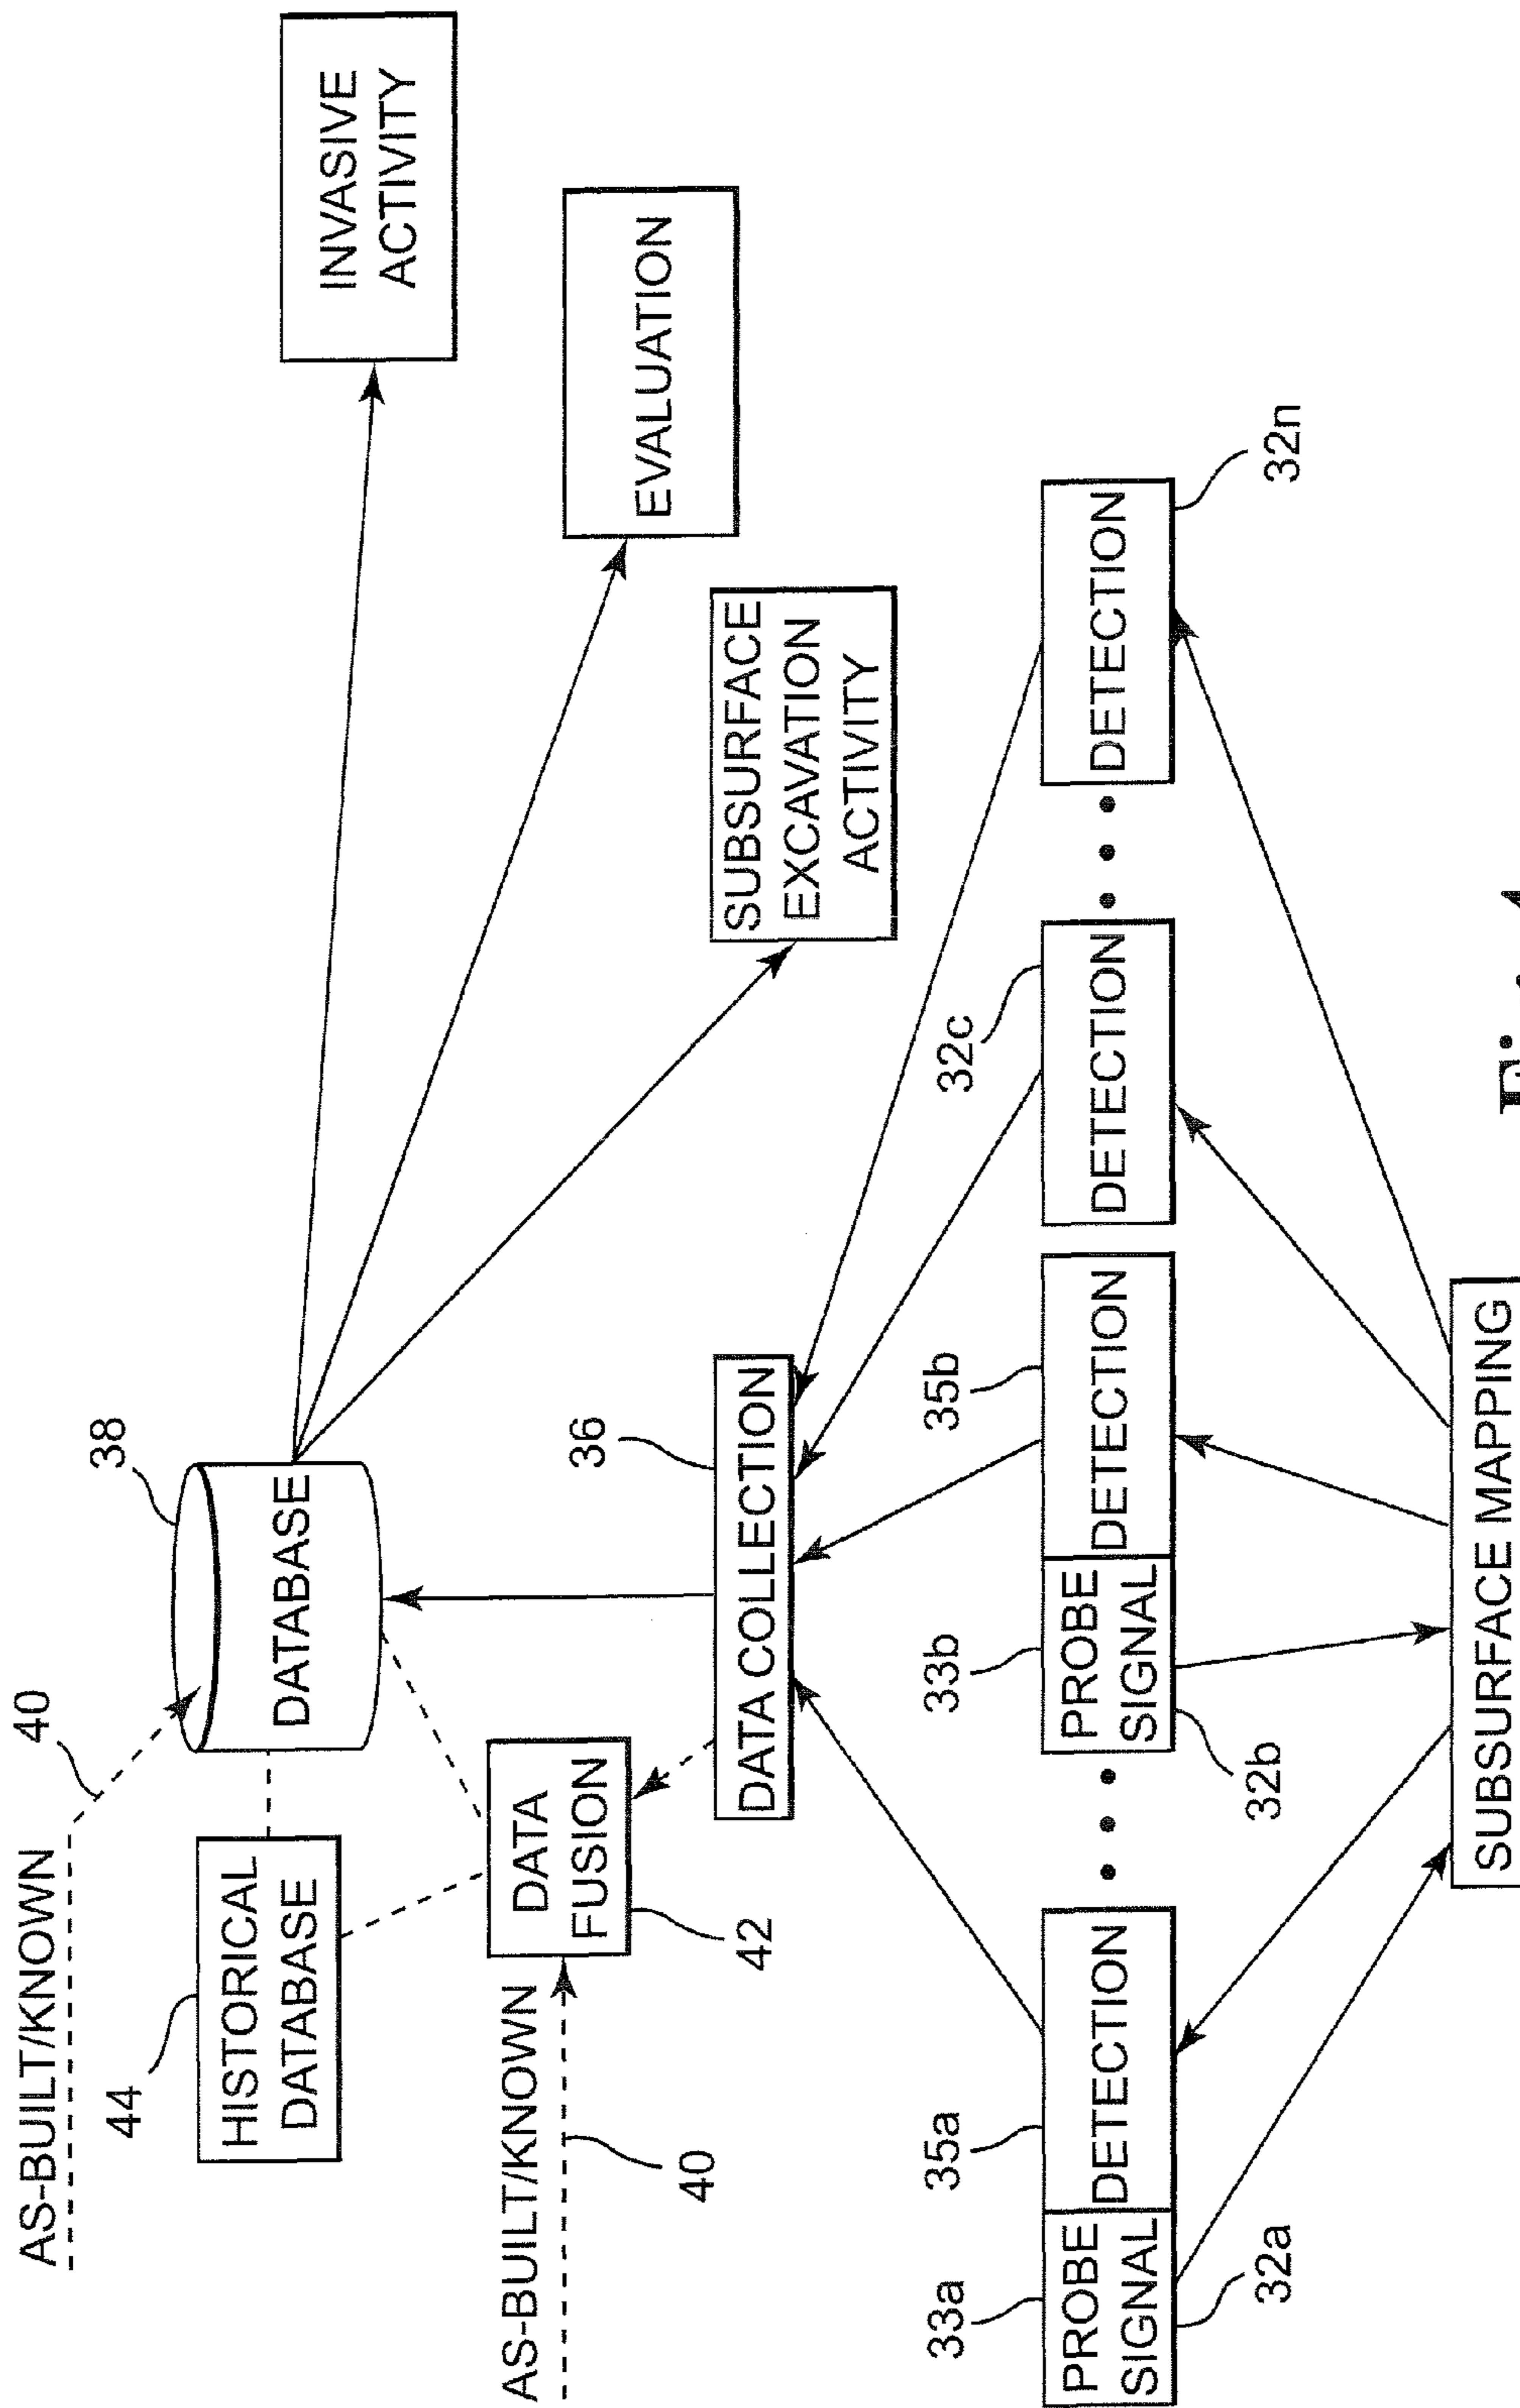 AS-BUILT/KNOWN
40
38
HISTORICAL
DATABASE
44
DATABASE
INVASIVE
ACTIVITY
AS-BUILT/KNOWN
40
DATA
FUSION
42
36
DATA COLLECTION
EVALUATION
SUBSURFACE
EXCAVATION
ACTIVITY
33a
35a
33b
35b
32c
PROBE
SIGNAL
DETECTION
PROBE
SIGNAL
DETECTION
DETECTION
DETECTION
32a
32b
32n
SUBSURFACE MAPPING